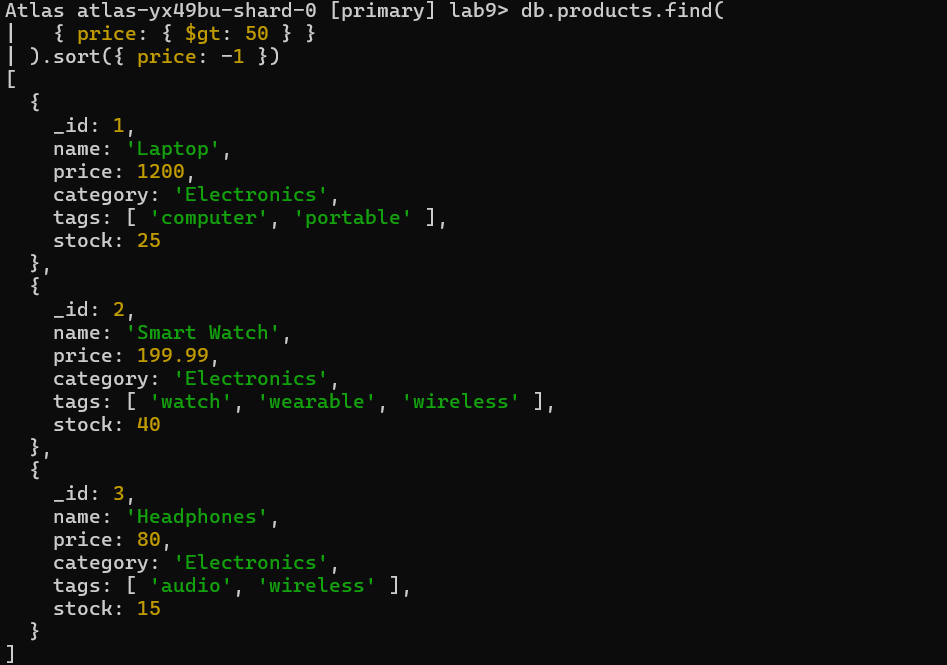 Atlas atlas-yx49bu-shard-0 [primary] lab9> db.products.find(
|   { price: { $gt: 50 } }
| ).sort({ price: -1 })
[
  {
    _id: 1,
    name: 'Laptop',
    price: 1200,
    category: 'Electronics',
    tags: [ 'computer', 'portable' ],
    stock: 25
  },
  {
    _id: 2,
    name: 'Smart Watch',
    price: 199.99,
    category: 'Electronics',
    tags: [ 'watch', 'wearable', 'wireless' ],
    stock: 40
  },
  {
    _id: 3,
    name: 'Headphones',
    price: 80,
    category: 'Electronics',
    tags: [ 'audio', 'wireless' ],
    stock: 15
  }
]